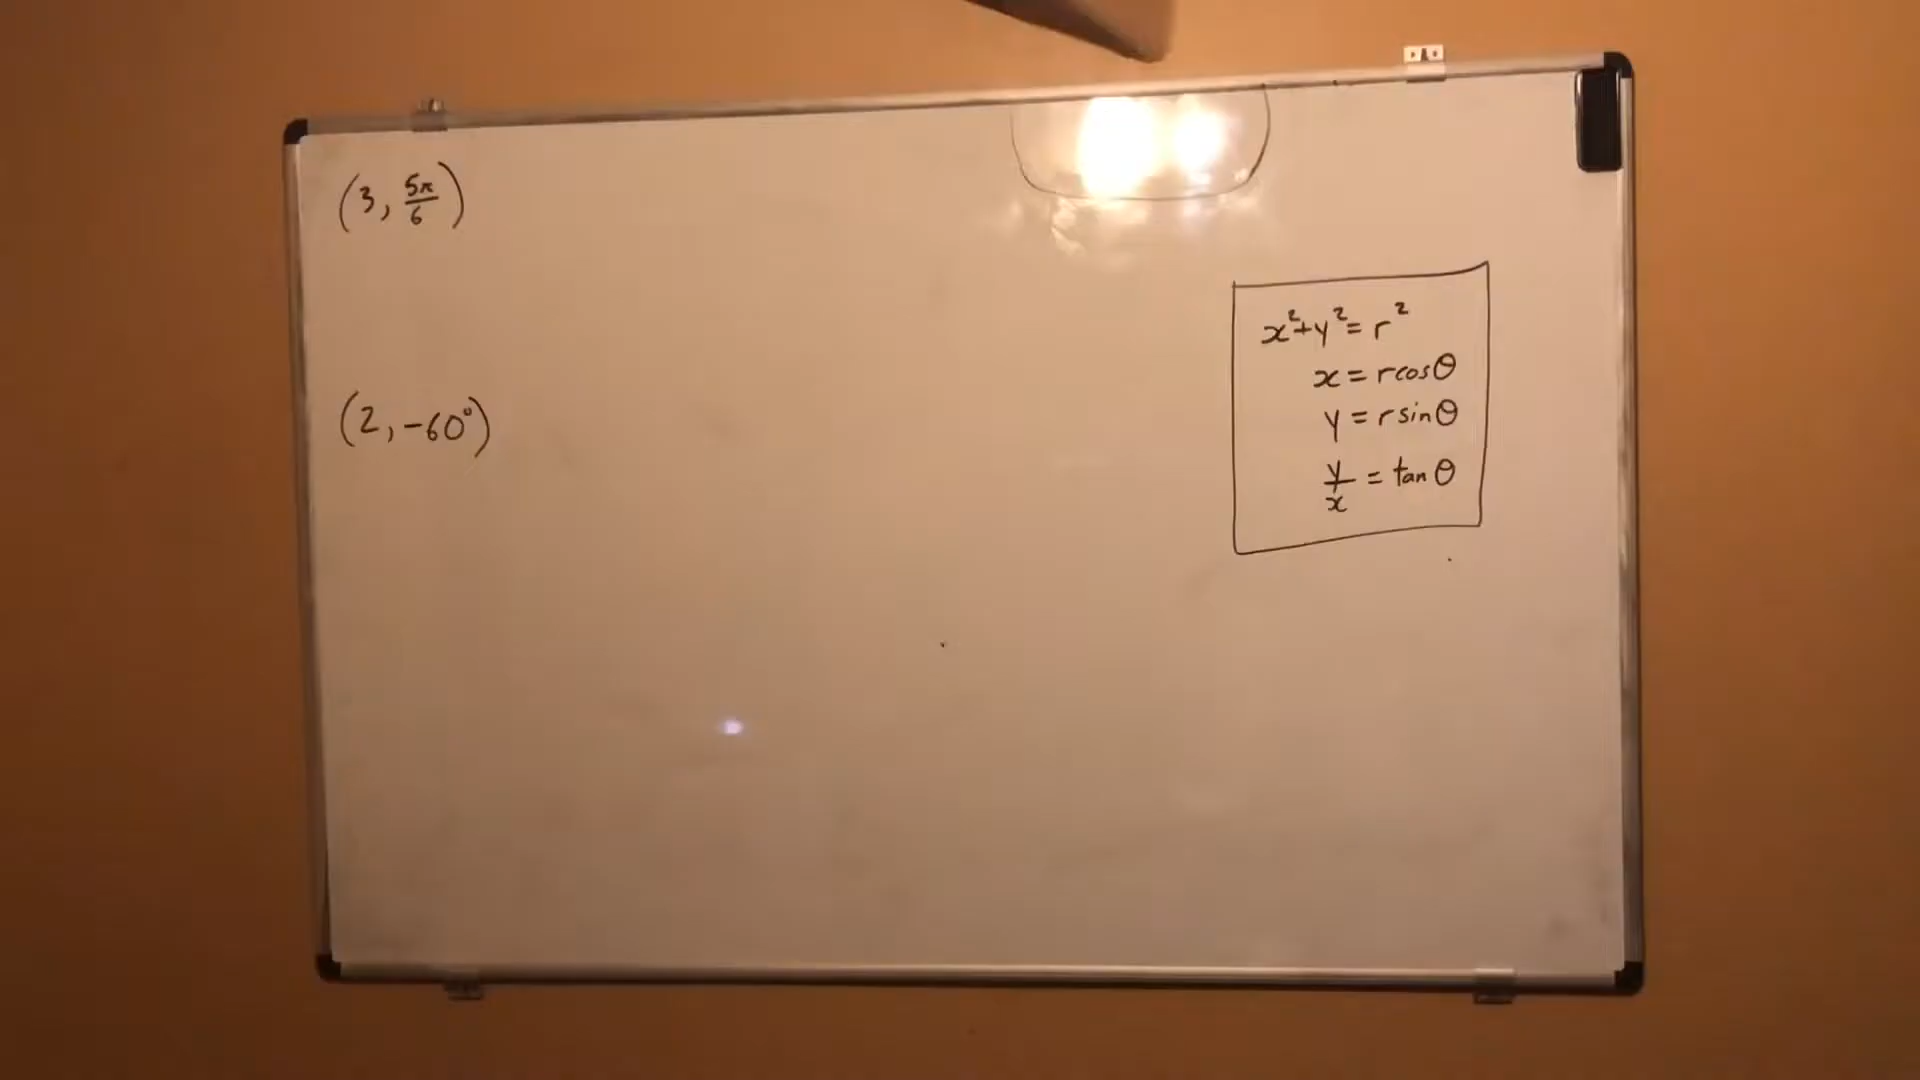 (3, 5π/6)
(2, -60°)
x²+y² = r²
x = rcosθ
y = rsinθ
y/x = tanθ